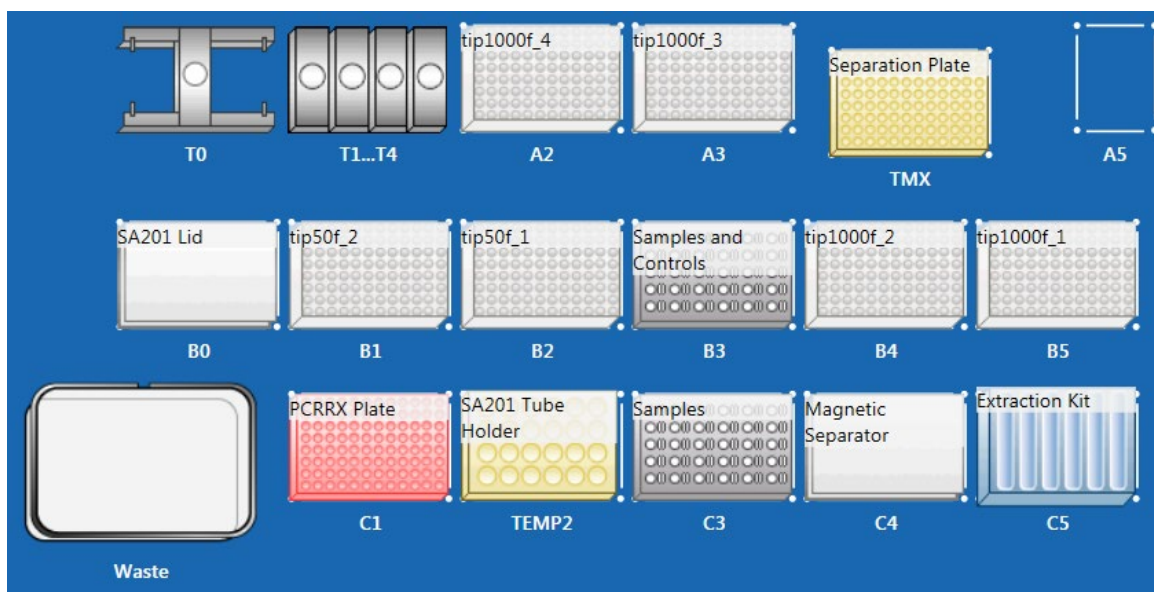 tip1000f_4
tip1000f_3
Separation Plate
T0
T1...T4
A2
A3
TMX
A5
SA201 Lid
tip50f_2
tip50f_1
Samples and
Controls
tip1000f_2
tip1000f_1
B0
B1
B2
B3
B4
B5
PCRRX Plate
SA201 Tube
Holder
Samples
Magnetic
Separator
Extraction Kit
C1
TEMP2
C3
C4
C5
Waste